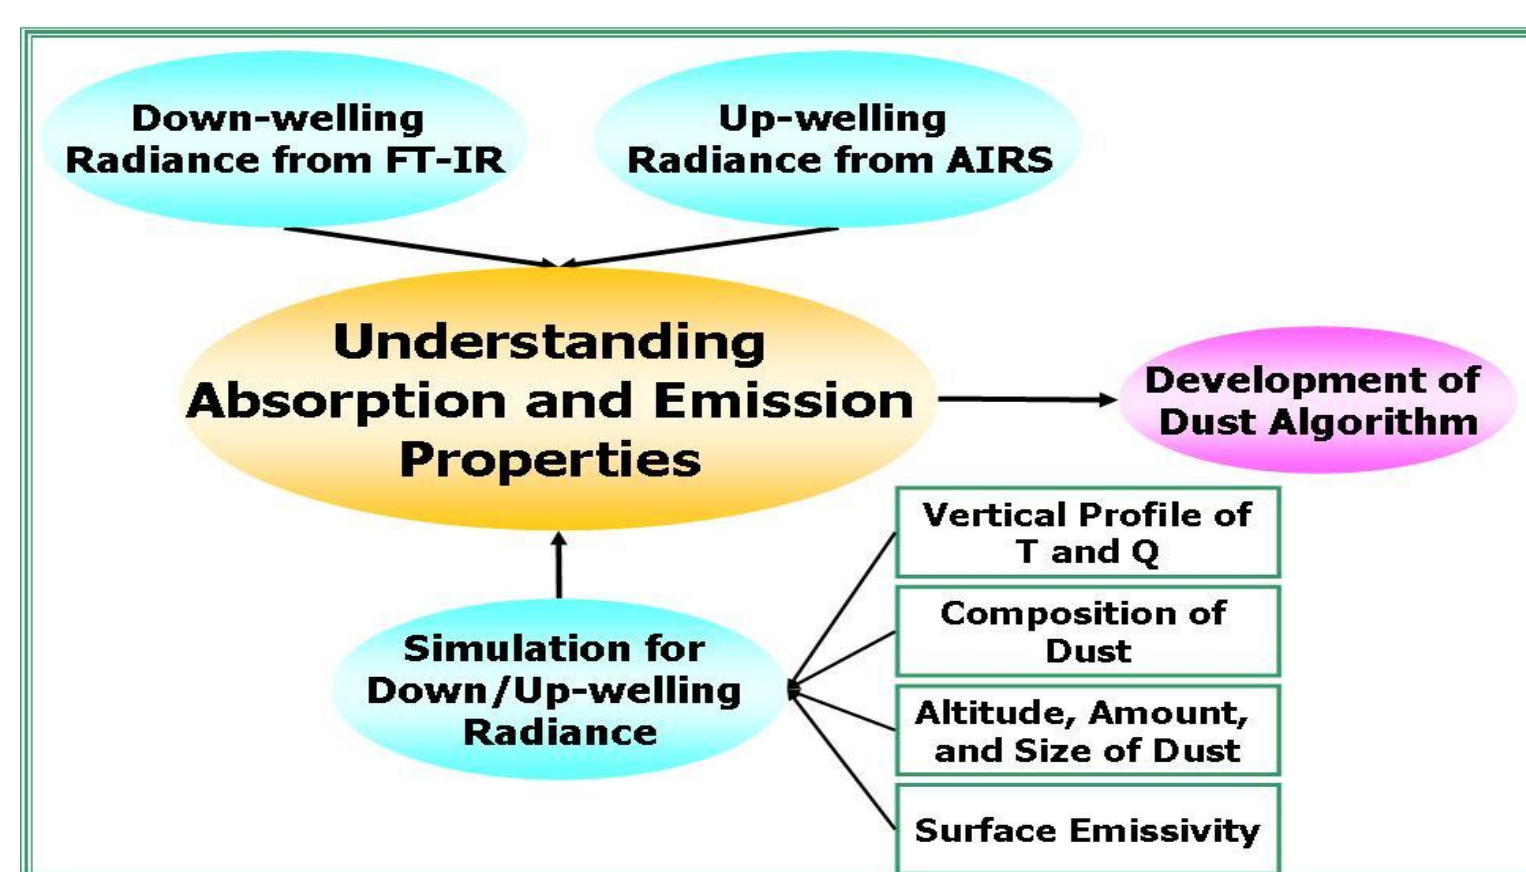 Down-welling
Radiance from FT-IR
Up-welling
Radiance from AIRS
Understanding
Absorption and Emission
Properties
Development of
Dust Algorithm
Vertical Profile of
T and Q
Composition of
Dust
Simulation for
Down/Up-welling
Radiance
Altitude, Amount,
and Size of Dust
Surface Emissivity